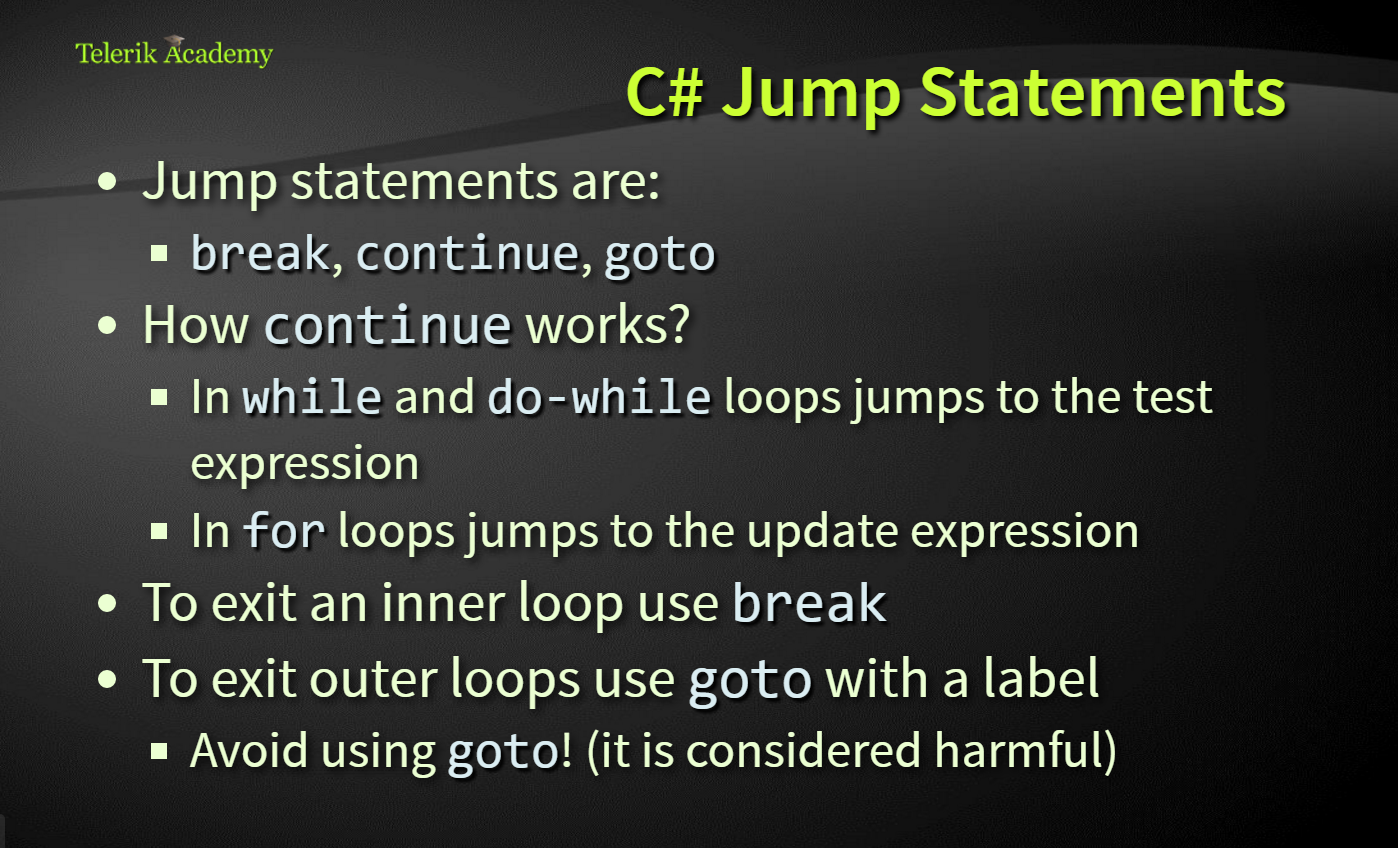 Telerik Academy
C# Jump Statements
Jump statements are:
break, continue, goto
How continue works?
In while and do-while loops jumps to the test
expression
In for loops jumps to the update expression
To exit an inner loop use break
To exit outer loops use goto with a label
Avoid using goto! (it is considered harmful)